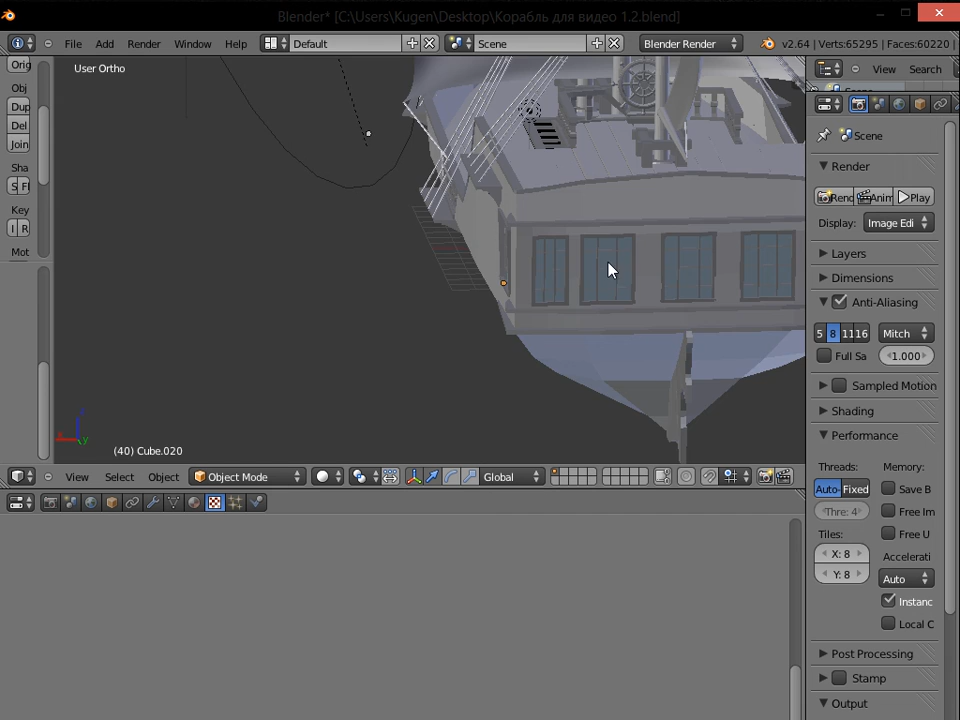 Blender* [C:\Users\Kugen\Desktop\Корабль для видео 1.2.blend]
File Add Render Window Help Default Scene Blender Render v2.64 | Verts:65295 | Faces:60220 |
View Search
Scene
User Ortho
Orig
Obj
Dup
Del
Join
Sha
S Fl
Key
I R
Mot
Scene
Render
Rend Anim Play
Display: Image Edi
Layers
Dimensions
Anti-Aliasing
5 8 11 16 Mitch
Full Sa 1.000
Sampled Motion
Shading
Performance
Threads: Memory:
Auto- Fixed Save B
Thre: 4 Free Im
Tiles: Free U
X: 8 Accelerati
Y: 8 Auto
Instanc
Local C
Post Processing
Stamp
Output
x y z
(40) Cube.020
View Select Object Object Mode Global